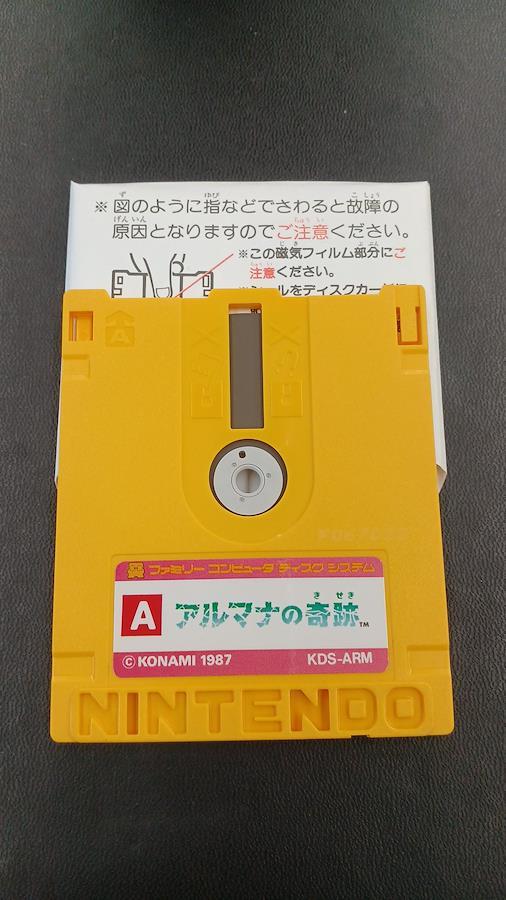 ※ 図のように指などでさわると故障の
原因となりますのでご注意ください。
※この磁気フィルム部分にご
注意ください。
A
ファミリー コンピュータ ディスク システム
A アルマナの奇跡™
© KONAMI 1987 KDS-ARM
NINTENDO